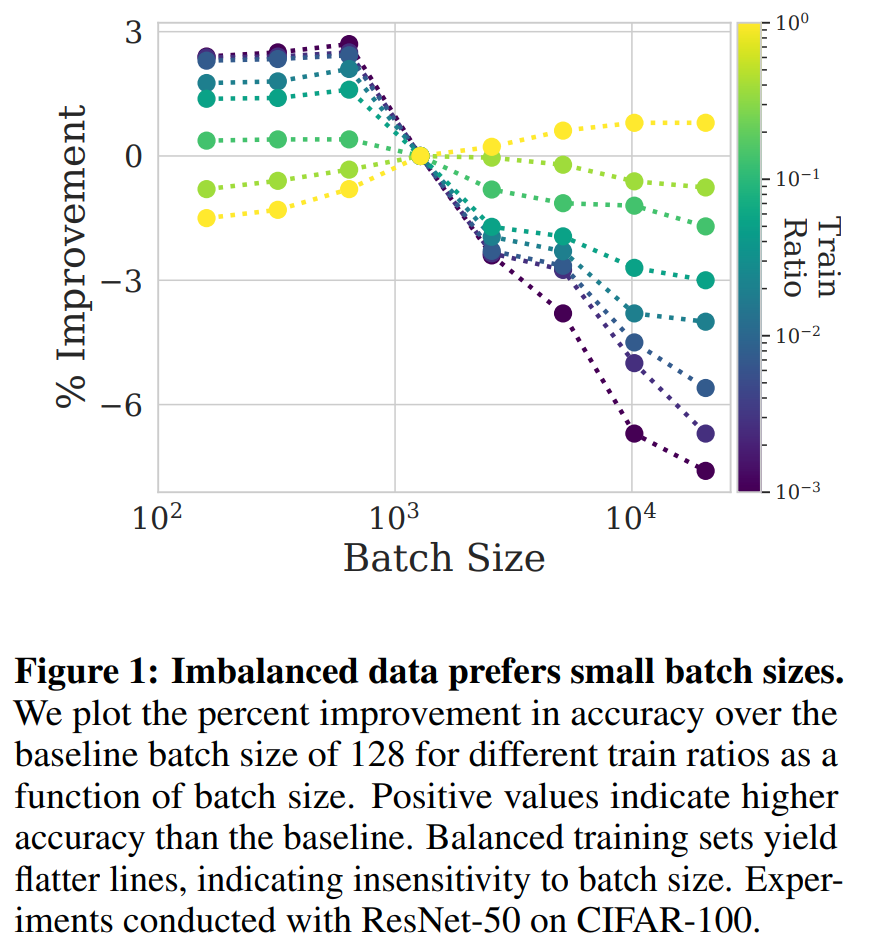 3
0
−3
−6
% Improvement
10²
10³
10⁴
Batch Size
10⁰
10⁻¹
10⁻²
10⁻³
Train
Ratio
Figure 1: Imbalanced data prefers small batch sizes.
We plot the percent improvement in accuracy over the
baseline batch size of 128 for different train ratios as a
function of batch size. Positive values indicate higher
accuracy than the baseline. Balanced training sets yield
flatter lines, indicating insensitivity to batch size. Exper-
iments conducted with ResNet-50 on CIFAR-100.